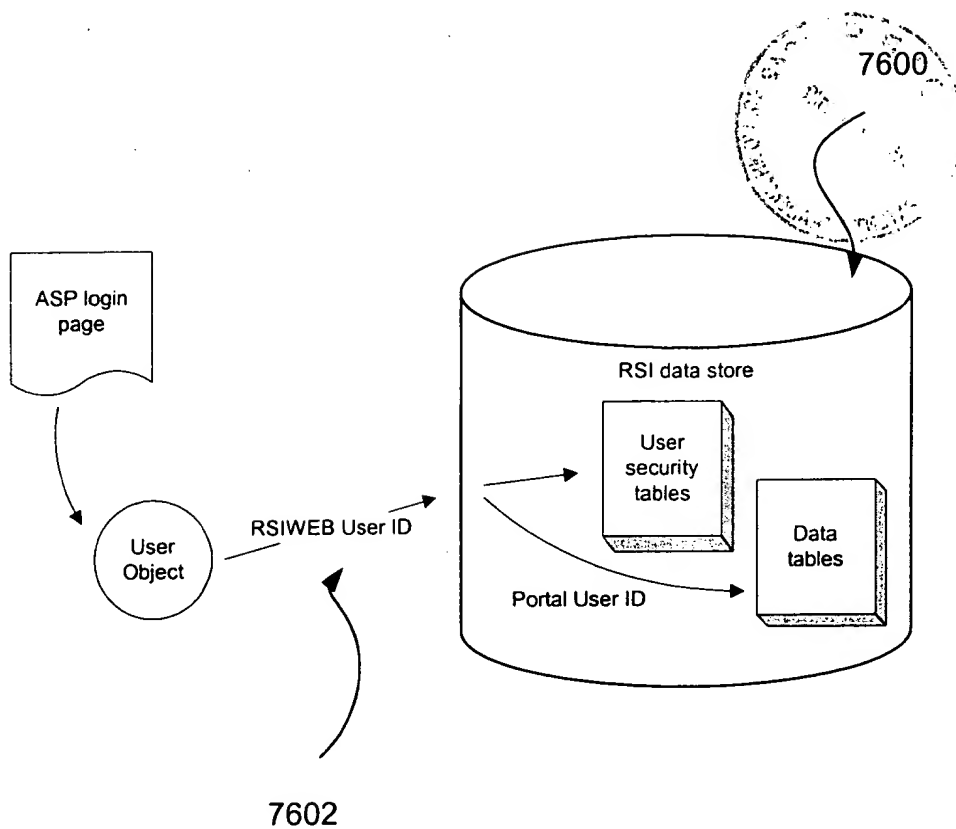 7600
ASP login
page
RSI data store
User
security
tables
Data
tables
RSIWEB User ID
User
Object
Portal User ID
7602